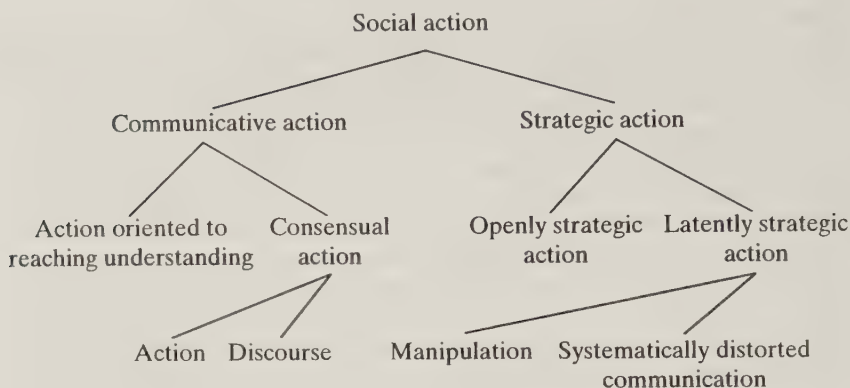 Social action
Communicative action
Strategic action
Action oriented to
reaching understanding
Consensual
action
Openly strategic
action
Latently strategic
action
Action
Discourse
Manipulation
Systematically distorted
communication